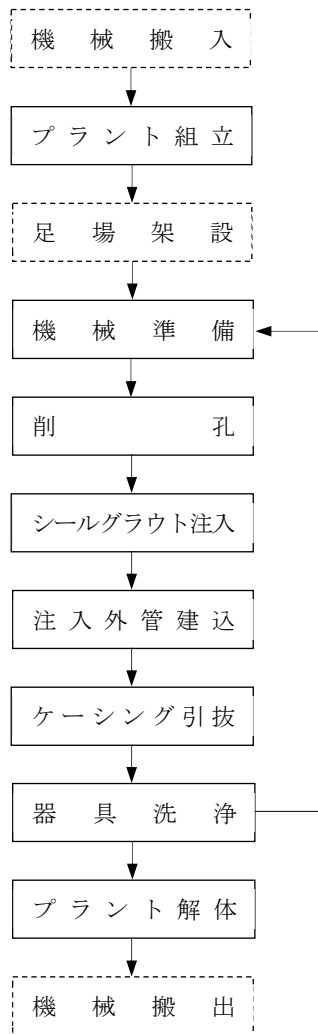 機械搬入
プラント組立
足場架設
機械準備
削孔
シールグラウト注入
注入外管建込
ケーシング引抜
器具洗浄
プラント解体
機械搬出